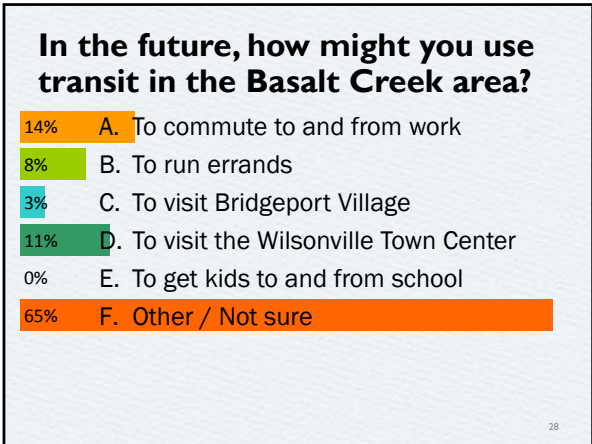 In the future, how might you use
transit in the Basalt Creek area?
14% A. To commute to and from work
8% B. To run errands
3% C. To visit Bridgeport Village
11% D. To visit the Wilsonville Town Center
0% E. To get kids to and from school
65% F. Other / Not sure
28